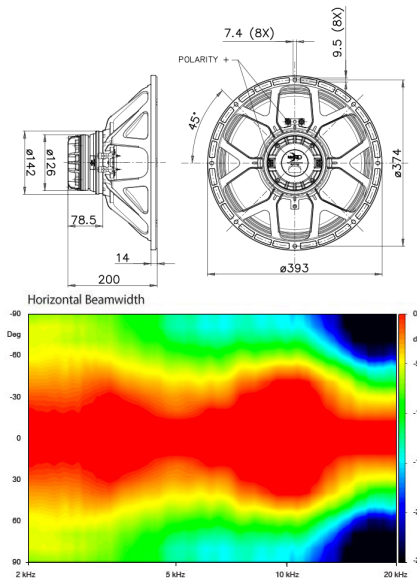 7.4 (8X)
9.5 (8X)
POLARITY +
45°
ø142
ø126
ø374
78.5
14
200
ø393
Horizontal Beamwidth
-90
Deg
-60
-30
0
30
60
90
2 kHz
5 kHz
10 kHz
20 kHz
0